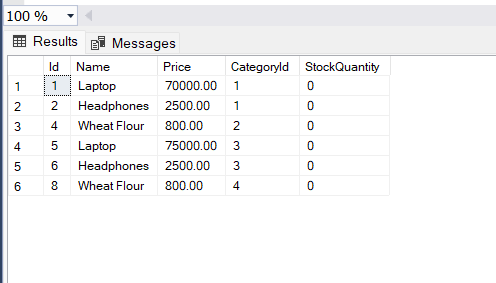 100 %
Results Messages
Id Name Price CategoryId StockQuantity
1 1 Laptop 70000.00 1 0
2 2 Headphones 2500.00 1 0
3 4 Wheat Flour 800.00 2 0
4 5 Laptop 75000.00 3 0
5 6 Headphones 2500.00 3 0
6 8 Wheat Flour 800.00 4 0